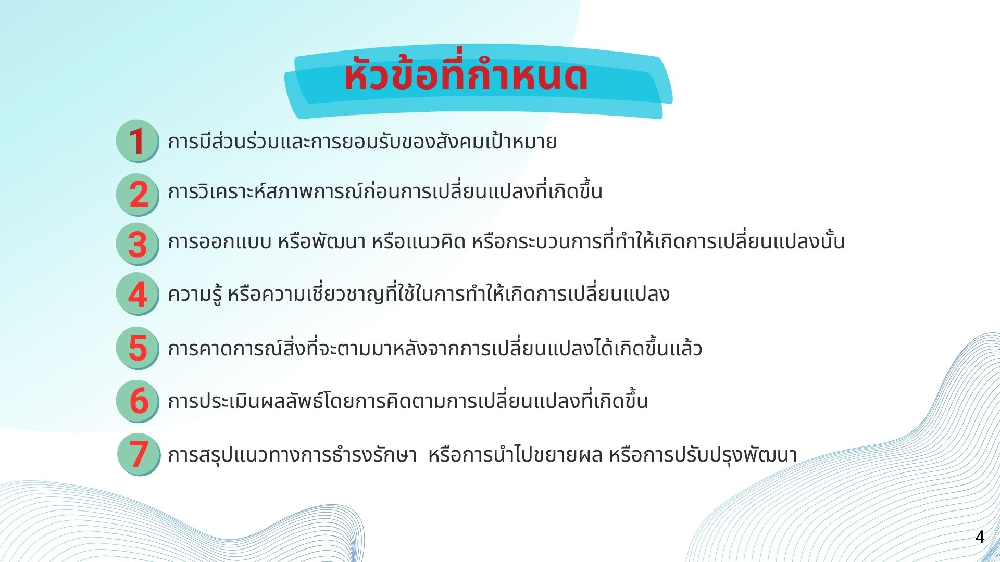 หัวข้อที่กำหนด
1 การมีส่วนร่วมและการยอมรับของสังคมเป้าหมาย
2 การวิเคราะห์สภาพการณ์ก่อนการเปลี่ยนแปลงที่เกิดขึ้น
3 การออกแบบ หรือพัฒนา หรือแนวคิด หรือกระบวนการที่ทำให้เกิดการเปลี่ยนแปลงนั้น
4 ความรู้ หรือความเชี่ยวชาญที่ใช้ในการทำให้เกิดการเปลี่ยนแปลง
5 การคาดการณ์สิ่งที่จะตามมาหลังจากการเปลี่ยนแปลงได้เกิดขึ้นแล้ว
6 การประเมินผลลัพธ์โดยการคิดตามการเปลี่ยนแปลงที่เกิดขึ้น
7 การสรุปแนวทางการธำรงรักษา  หรือการนำไปขยายผล หรือการปรับปรุงพัฒนา
4